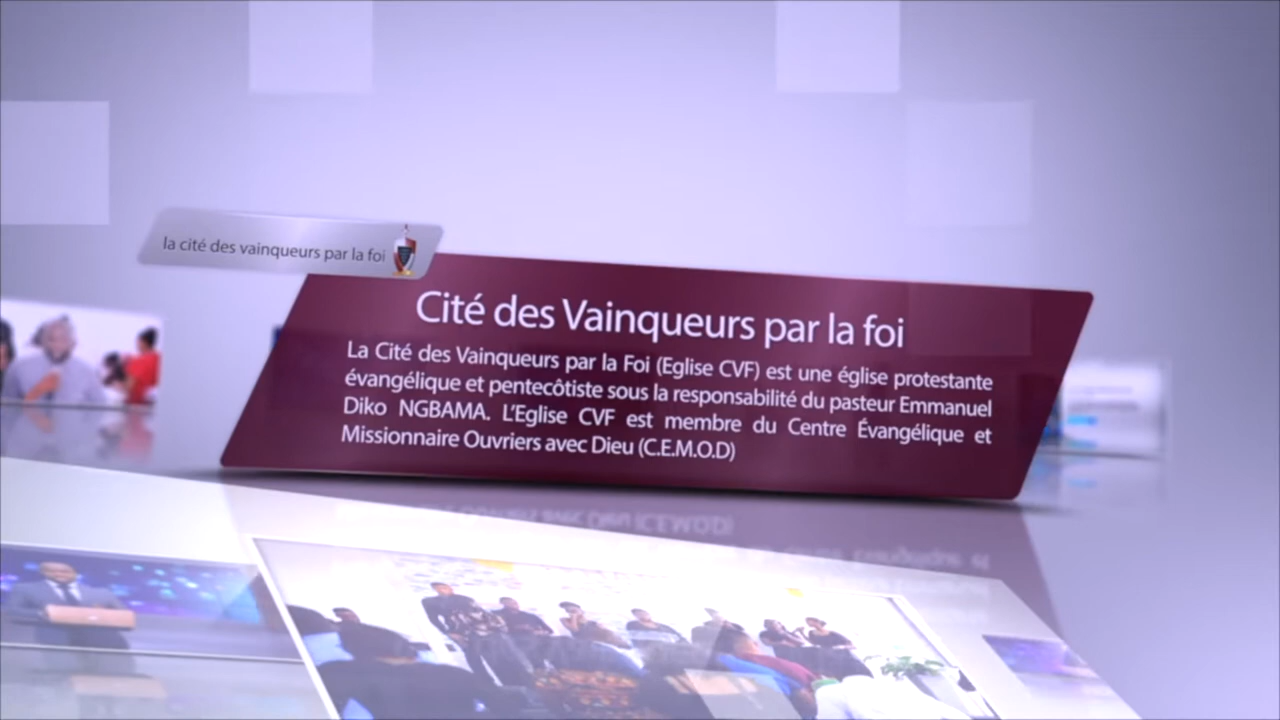 la cité des vainqueurs par la foi
Cité des Vainqueurs par la foi
La Cité des Vainqueurs par la Foi (Eglise CVF) est une église protestante
évangélique et pentecôtiste sous la responsabilité du pasteur Emmanuel
Diko NGBAMA. L'Eglise CVF est membre du Centre Évangélique et
Missionnaire Ouvriers avec Dieu (C.E.M.O.D)